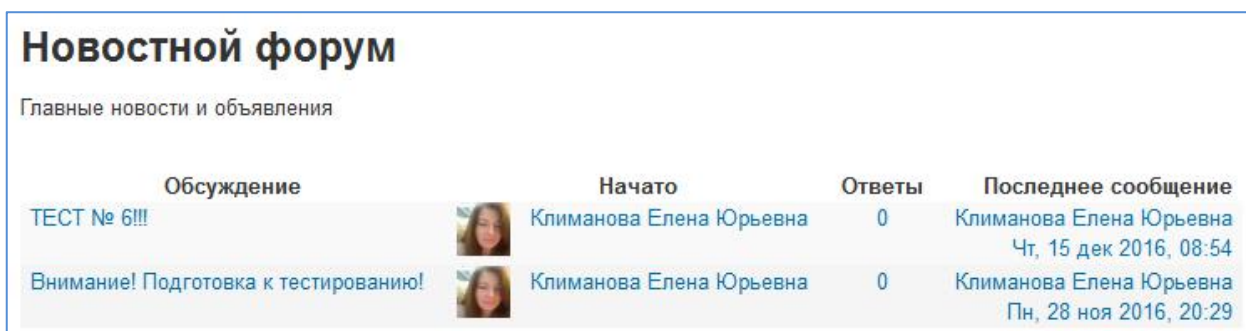 Новостной форум
Главные новости и объявления
Обсуждение Начато Ответы Последнее сообщение
ТЕСТ № 6!!! Климанова Елена Юрьевна 0 Климанова Елена Юрьевна
Чт, 15 дек 2016, 08:54
Внимание! Подготовка к тестированию! Климанова Елена Юрьевна 0 Климанова Елена Юрьевна
Пн, 28 ноя 2016, 20:29